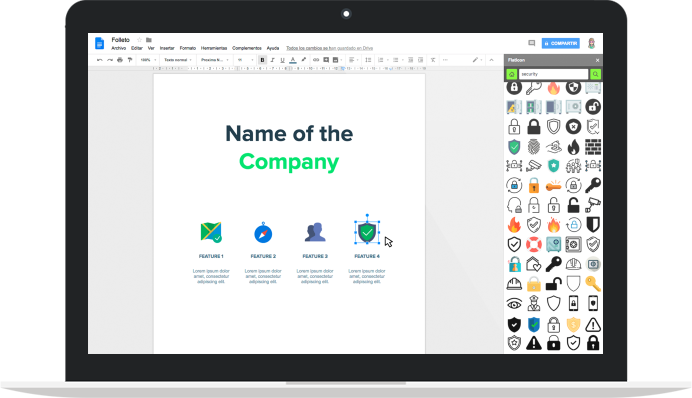 Folleto
Archivo Editar Ver Insertar Formato Herramientas Complementos Ayuda Todos los cambios se han guardado en Drive
COMPARTIR
100% Texto normal
B I U A
Flaticon
security
Name of the
Company
FEATURE 1 FEATURE 2 FEATURE 3 FEATURE 4
Lorem ipsum dolor Lorem ipsum dolor Lorem ipsum dolor Lorem ipsum dolor
amet, consectetur amet, consectetur amet, consectetur amet, consectetur
adipiscing elit. adipiscing elit. adipiscing elit. adipiscing elit.